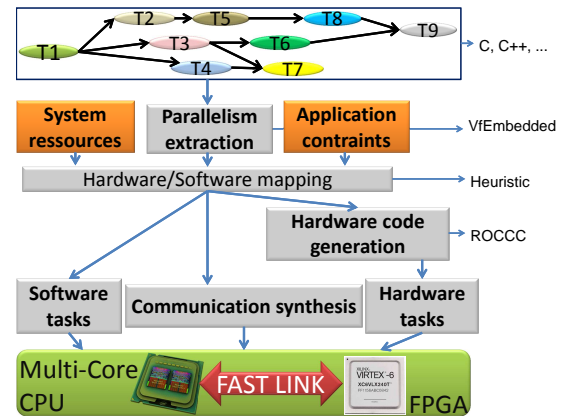 T2
T5
T8
T9
T1
T3
T6
T4
T7
C, C++, ...
System
ressources
Parallelism
extraction
Application
contraints
VfEmbedded
Hardware/Software mapping
Heuristic
Hardware code
generation
ROCCC
Software
tasks
Communication synthesis
Hardware
tasks
Multi-Core
CPU
FAST LINK
XILINX
VIRTEX-6
XC6VLX240T
FPGA